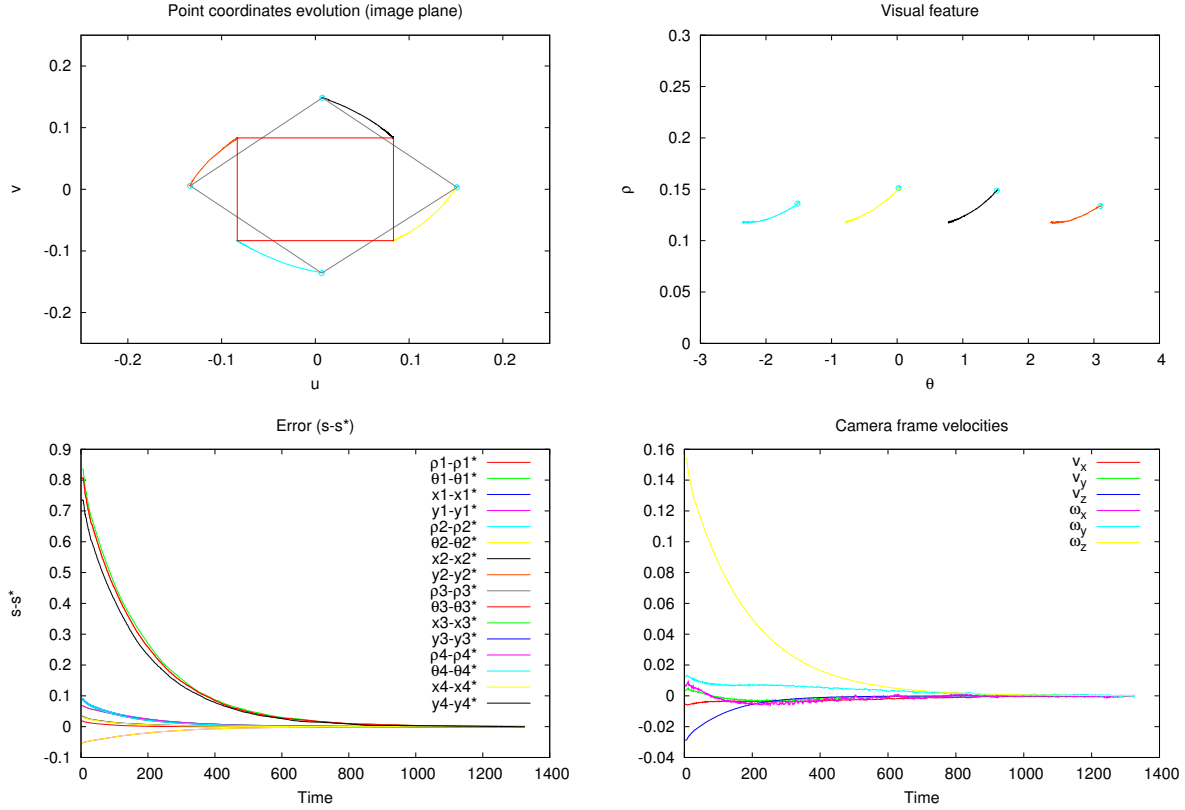 Point coordinates evolution (image plane)
0.2
0.1
0
-0.1
-0.2
v
-0.2
-0.1
0
0.1
0.2
u
Visual feature
0.3
0.25
0.2
0.15
0.1
0.05
0
ρ
-3
-2
-1
0
1
2
3
4
θ
Error (s-s*)
0.9
0.8
0.7
0.6
0.5
0.4
0.3
0.2
0.1
0
-0.1
s-s*
0
200
400
600
800
1000
1200
1400
Time
ρ1-ρ1*
θ1-θ1*
x1-x1*
y1-y1*
ρ2-ρ2*
θ2-θ2*
x2-x2*
y2-y2*
ρ3-ρ3*
θ3-θ3*
x3-x3*
y3-y3*
ρ4-ρ4*
θ4-θ4*
x4-x4*
y4-y4*
Camera frame velocities
0.16
0.14
0.12
0.1
0.08
0.06
0.04
0.02
0
-0.02
-0.04
0
200
400
600
800
1000
1200
1400
Time
v_x
v_y
v_z
ω_x
ω_y
ω_z